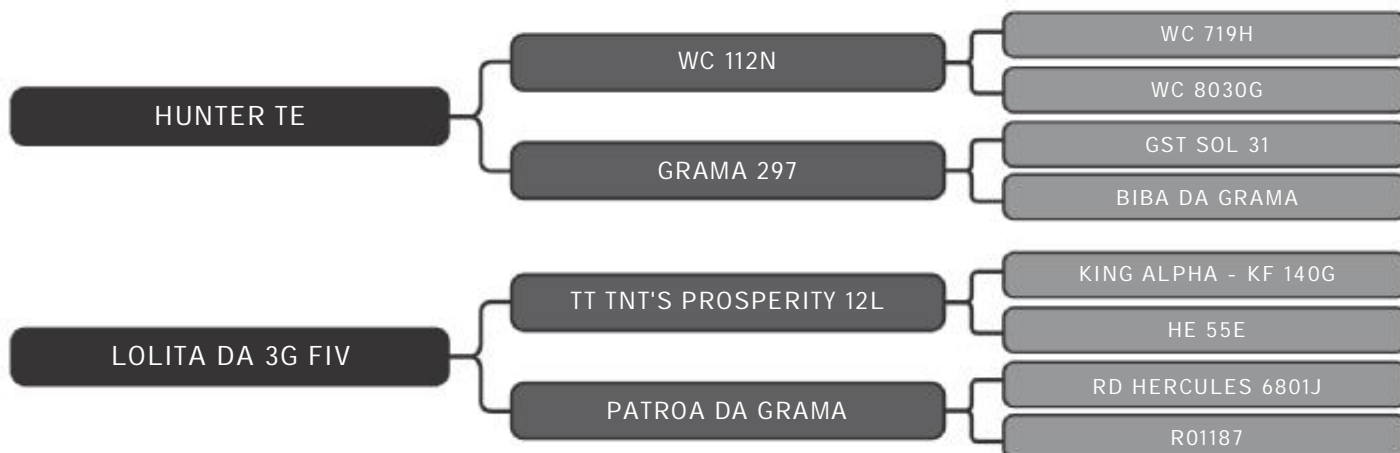 HUNTER TE
WC 112N
WC 719H
WC 8030G
GRAMA 297
GST SOL 31
BIBA DA GRAMA
LOLITA DA 3G FIV
TT TNT'S PROSPERITY 12L
KING ALPHA - KF 140G
HE 55E
PATROA DA GRAMA
RD HERCULES 6801J
R01187